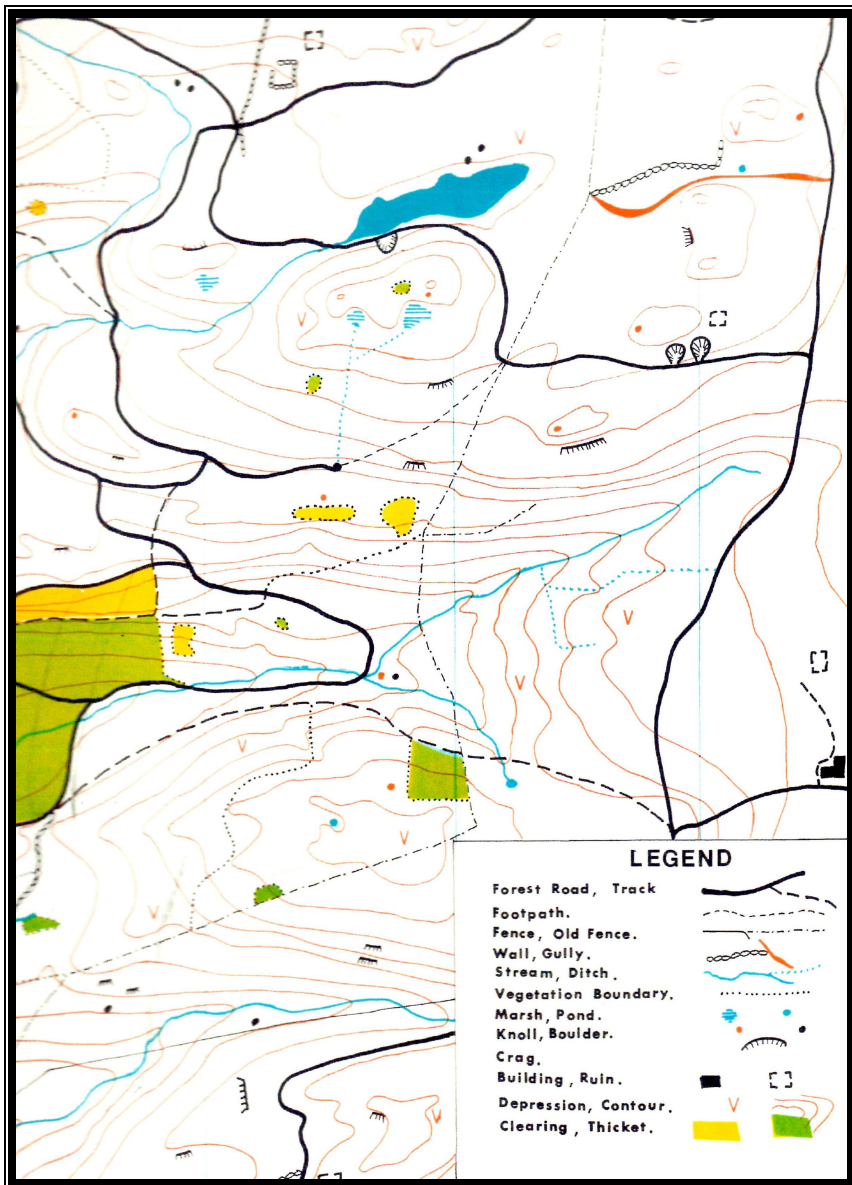 LEGEND
Forest Road, Track
Footpath.
Fence, Old Fence.
Wall, Gully.
Stream, Ditch.
Vegetation Boundary.
Marsh, Pond.
Knoll, Boulder.
Crag.
Building, Ruin.
Depression, Contour.
Clearing, Thicket.